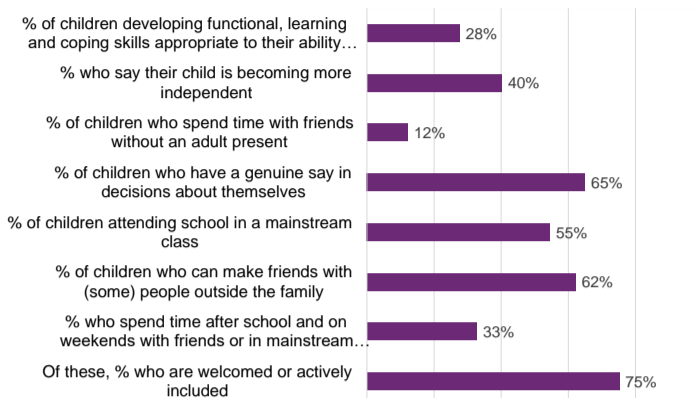 % of children developing functional, learning
and coping skills appropriate to their ability…
28%
% who say their child is becoming more
independent
40%
% of children who spend time with friends
without an adult present
12%
% of children who have a genuine say in
decisions about themselves
65%
% of children attending school in a mainstream
class
55%
% of children who can make friends with
(some) people outside the family
62%
% who spend time after school and on
weekends with friends or in mainstream…
33%
Of these, % who are welcomed or actively
included
75%